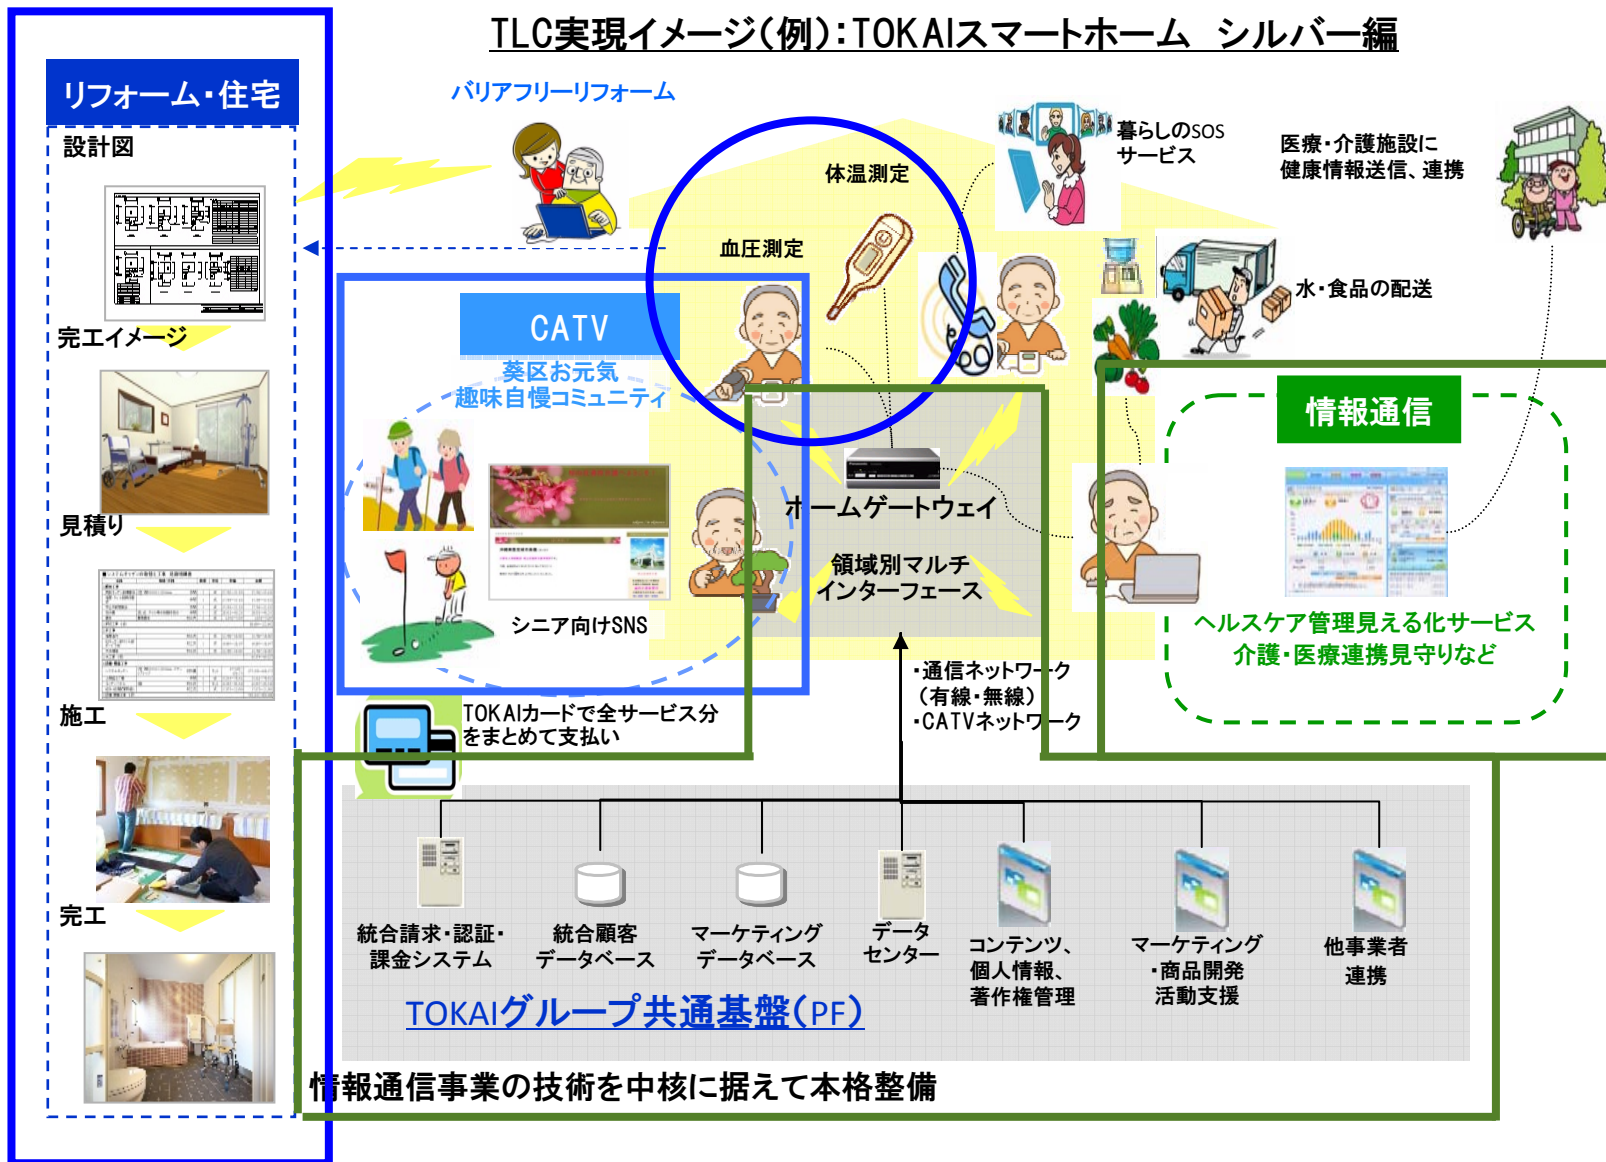 TLC実現イメージ(例):TOKAIスマートホーム シルバー編
リフォーム・住宅
設計図
完工イメージ
見積り
施工
完工
バリアフリーリフォーム
体温測定
血圧測定
暮らしのSOS
サービス
医療・介護施設に
健康情報送信、連携
水・食品の配送
CATV
葵区お元気
趣味自慢コミュニティ
シニア向けSNS
ホームゲートウェイ
領域別マルチ
インターフェース
情報通信
ヘルスケア管理見える化サービス
介護・医療連携見守りなど
・通信ネットワーク
(有線・無線)
・CATVネットワーク
TOKAIカードで全サービス分
をまとめて支払い
統合請求・認証・
課金システム
統合顧客
データベース
マーケティング
データベース
データ
センター
コンテンツ、
個人情報、
著作権管理
マーケティング
・商品開発
活動支援
他事業者
連携
TOKAIグループ共通基盤(PF)
情報通信事業の技術を中核に据えて本格整備